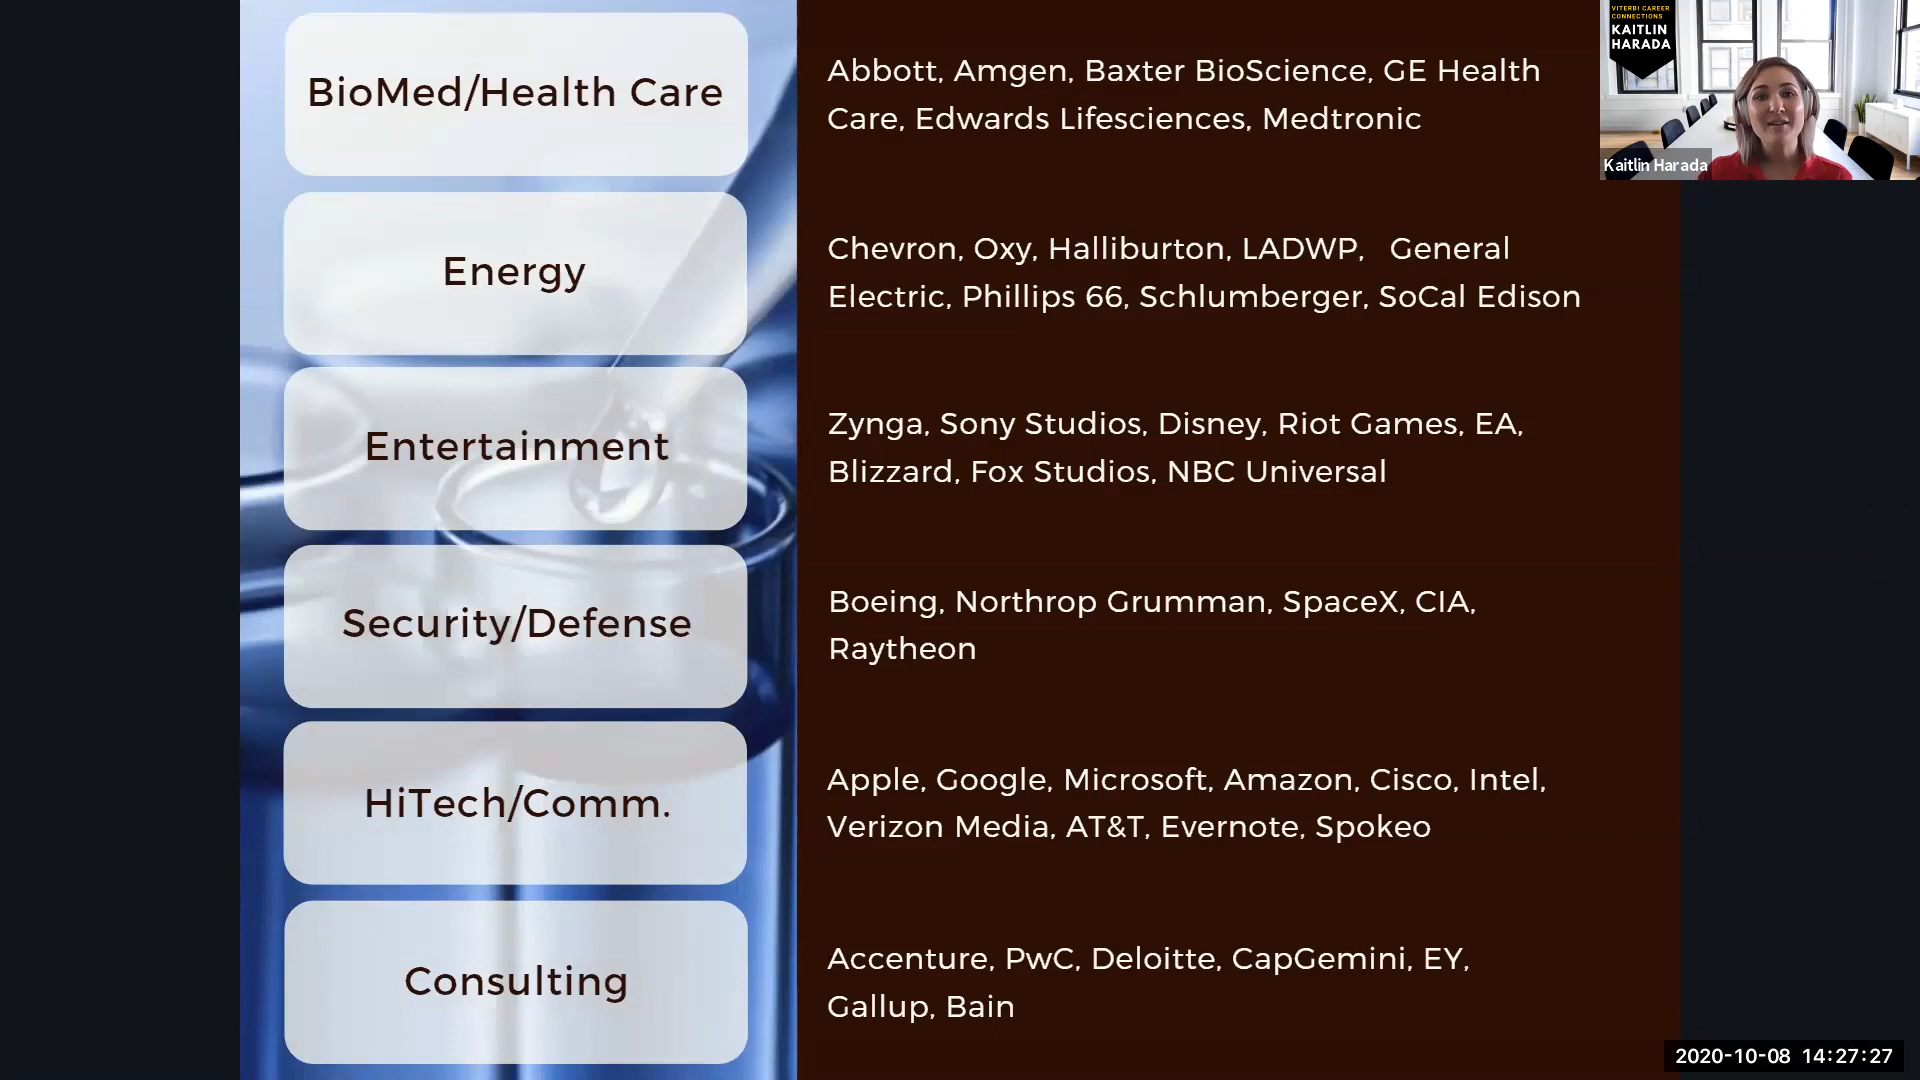 BioMed/Health Care
Abbott, Amgen, Baxter BioScience, GE Health
Care, Edwards Lifesciences, Medtronic
Energy
Chevron, Oxy, Halliburton, LADWP, General
Electric, Phillips 66, Schlumberger, SoCal Edison
Entertainment
Zynga, Sony Studios, Disney, Riot Games, EA,
Blizzard, Fox Studios, NBC Universal
Security/Defense
Boeing, Northrop Grumman, SpaceX, CIA,
Raytheon
HiTech/Comm.
Apple, Google, Microsoft, Amazon, Cisco, Intel,
Verizon Media, AT&T, Evernote, Spokeo
Consulting
Accenture, PwC, Deloitte, CapGemini, EY,
Gallup, Bain
VITERBI CAREER
CONNECTIONS
KAITLIN
HARADA
Kaitlin Harada
2020-10-08 14:27:27